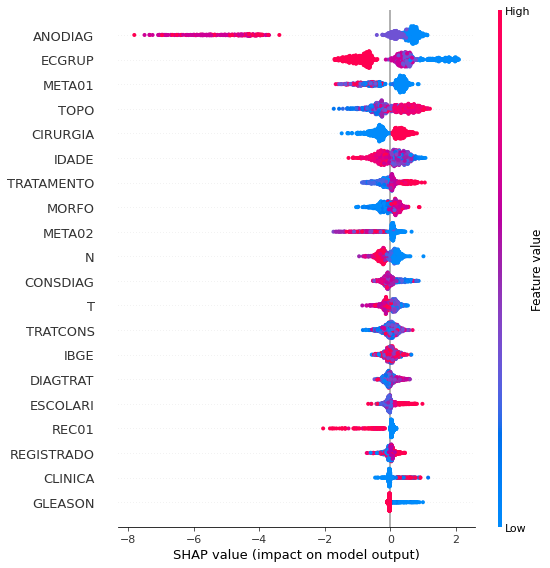 High
ANODIAG
ECGRUP
META01
TOPO
CIRURGIA
IDADE
TRATAMENTO
MORFO
META02
N
CONSDIAG
T
TRATCONS
IBGE
DIAGTRAT
ESCOLARI
REC01
REGISTRADO
CLINICA
GLEASON
Feature value
Low
−8 −6 −4 −2 0 2
SHAP value (impact on model output)